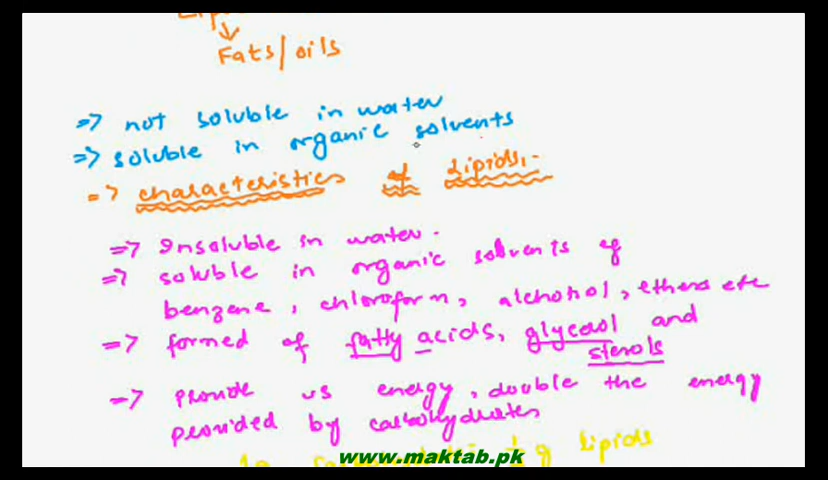 Lip
↓
Fats/oils
=> not soluble in water
=> soluble in organic solvents
=> characteristics of Lipids.-
=> Insoluble in water.
=> soluble in organic solvents of
benzene, chloroform, alchohol, ethers etc
=> formed of fatty acids, glycerol and
sterols
=> provide us energy, double the energy
provided by carbohydrates
lipids
www.maktab.pk